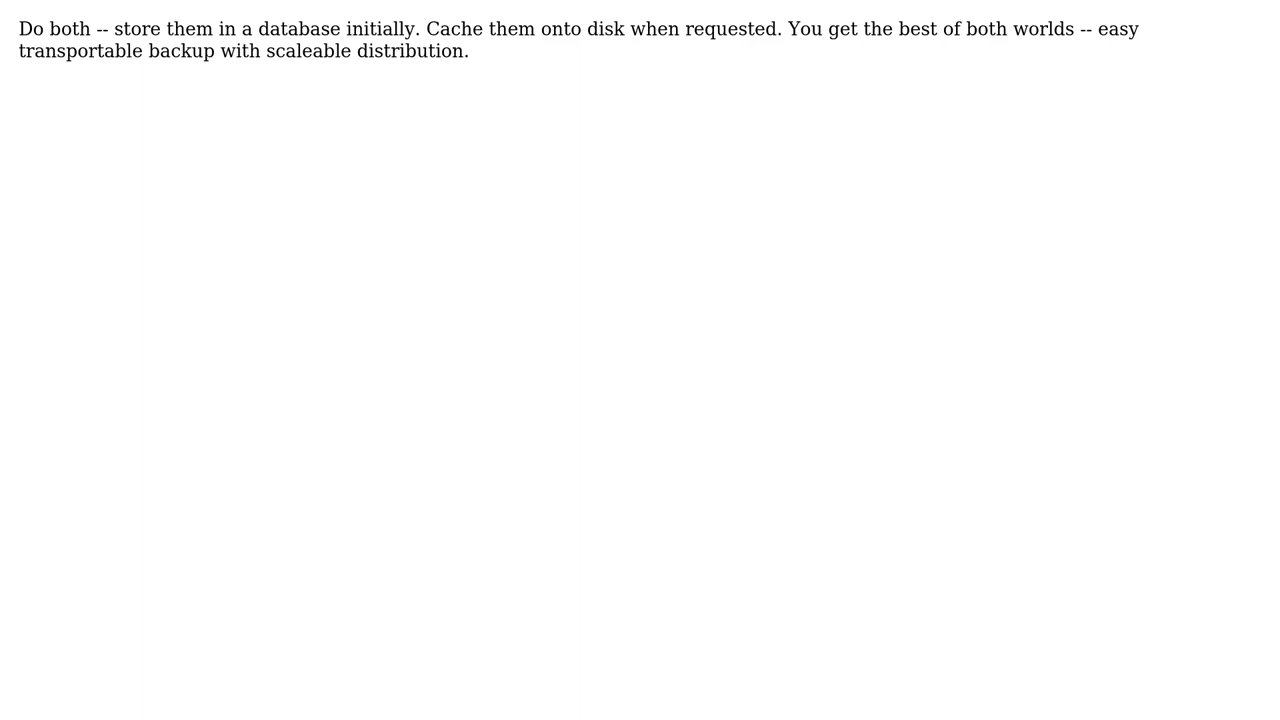 Do both -- store them in a database initially. Cache them onto disk when requested. You get the best of both worlds -- easy
transportable backup with scaleable distribution.